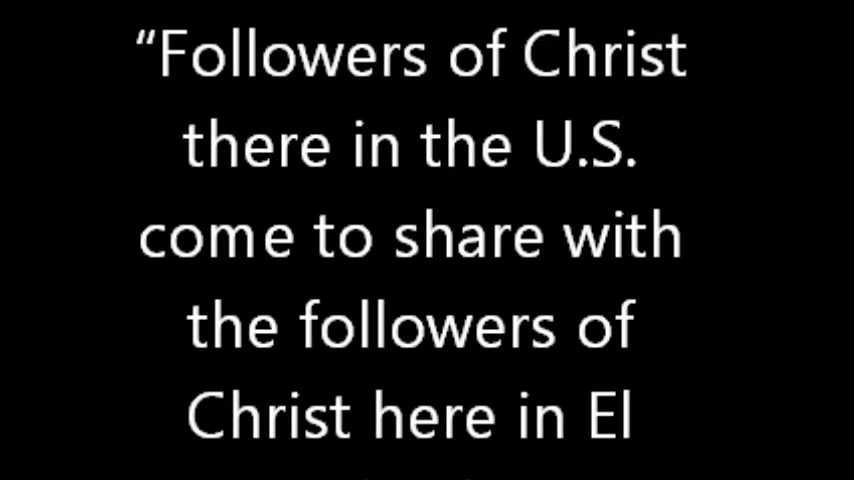 “Followers of Christ
there in the U.S.
come to share with
the followers of
Christ here in El